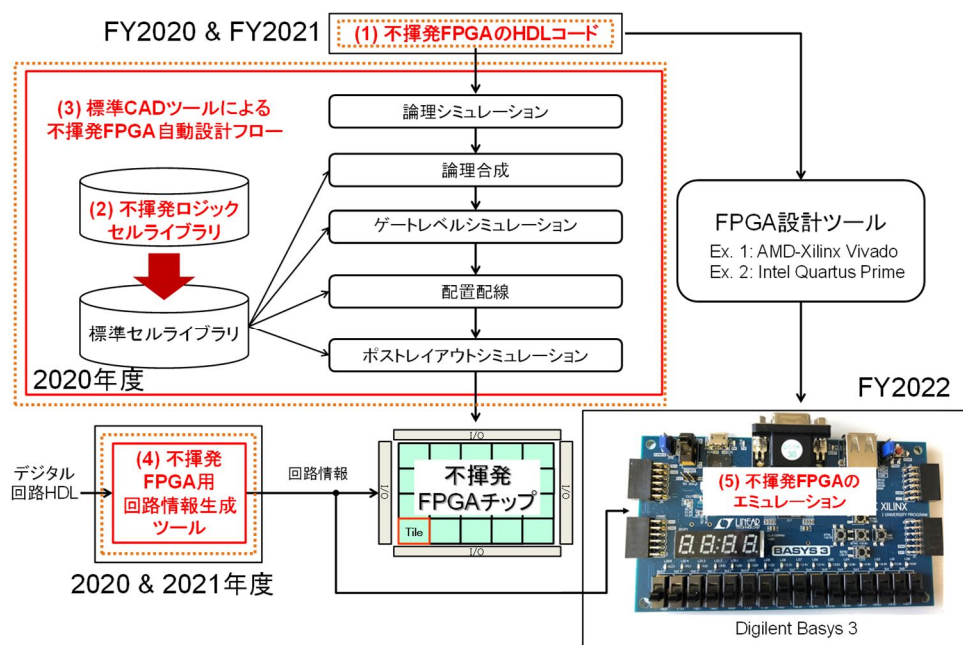 FY2020 & FY2021
(1) 不揮発FPGAのHDLコード
(3) 標準CADツールによる
不揮発FPGA自動設計フロー
(2) 不揮発ロジック
セルライブラリ
標準セルライブラリ
2020年度
論理シミュレーション
論理合成
ゲートレベルシミュレーション
配置配線
ポストレイアウトシミュレーション
FPGA設計ツール
Ex. 1: AMD-Xilinx Vivado
Ex. 2: Intel Quartus Prime
FY2022
デジタル
回路HDL
(4) 不揮発
FPGA用
回路情報生成
ツール
2020 & 2021年度
回路情報
I/O
I/O
不揮発
FPGAチップ
I/O
Tile
I/O
(5) 不揮発FPGAの
エミュレーション
XILINX
UNIVERSITY PROGRAM
LINEAR
BASYS 3
Digilent Basys 3